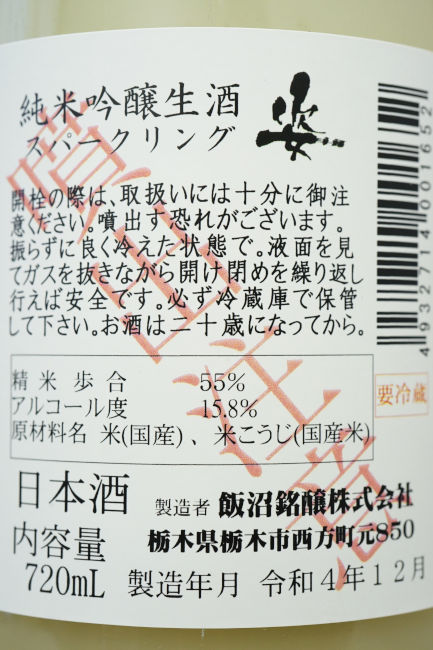 純米吟醸生酒
スパークリング
姿
噴出注意
開栓の際は、取扱いには十分に御注
意ください。噴出す恐れがございます。
振らずに良く冷えた状態で。液面を見
てガスを抜きながら開け閉めを繰り返し
行えば安全です。必ず冷蔵庫で保管
して下さい。お酒は二十歳になってから。
精米歩合 55%
アルコール度 15.8%
原材料名 米(国産)、米こうじ(国産米)
要冷蔵
4932714001652
日本酒
製造者 飯沼銘醸株式会社
内容量
栃木県栃木市西方町元850
720mL
製造年月 令和4年12月